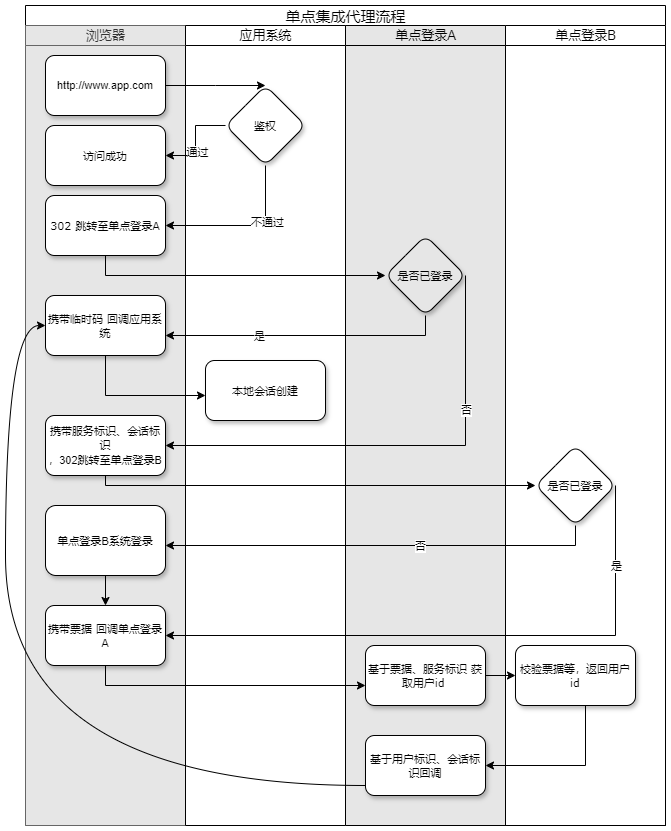 单点集成代理流程
浏览器
应用系统
单点登录A
单点登录B
http://www.app.com
鉴权
访问成功
通过
302 跳转至单点登录A
不通过
是否已登录
携带临时码 回调应用系
统
是
本地会话创建
否
携带服务标识、会话标
识
，302跳转至单点登录B
是否已登录
单点登录B系统登录
否
是
携带票据 回调单点登录
A
基于票据、服务标识 获
取用户id
校验票据等，返回用户
id
基于用户标识、会话标
识回调